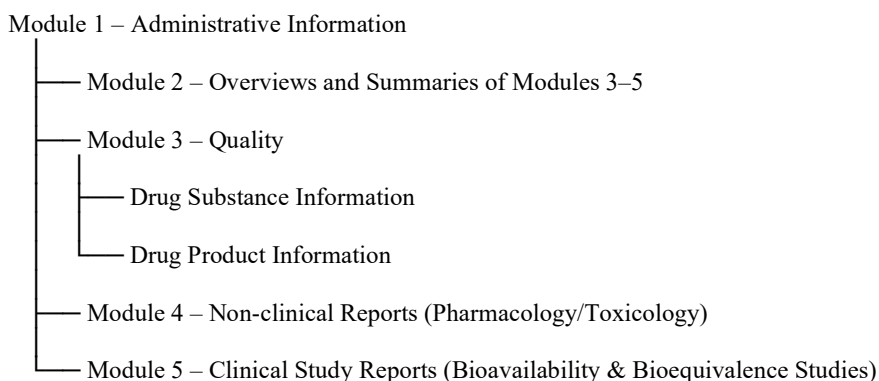 Module 1 – Administrative Information
Module 2 – Overviews and Summaries of Modules 3–5
Module 3 – Quality
Drug Substance Information
Drug Product Information
Module 4 – Non-clinical Reports (Pharmacology/Toxicology)
Module 5 – Clinical Study Reports (Bioavailability & Bioequivalence Studies)